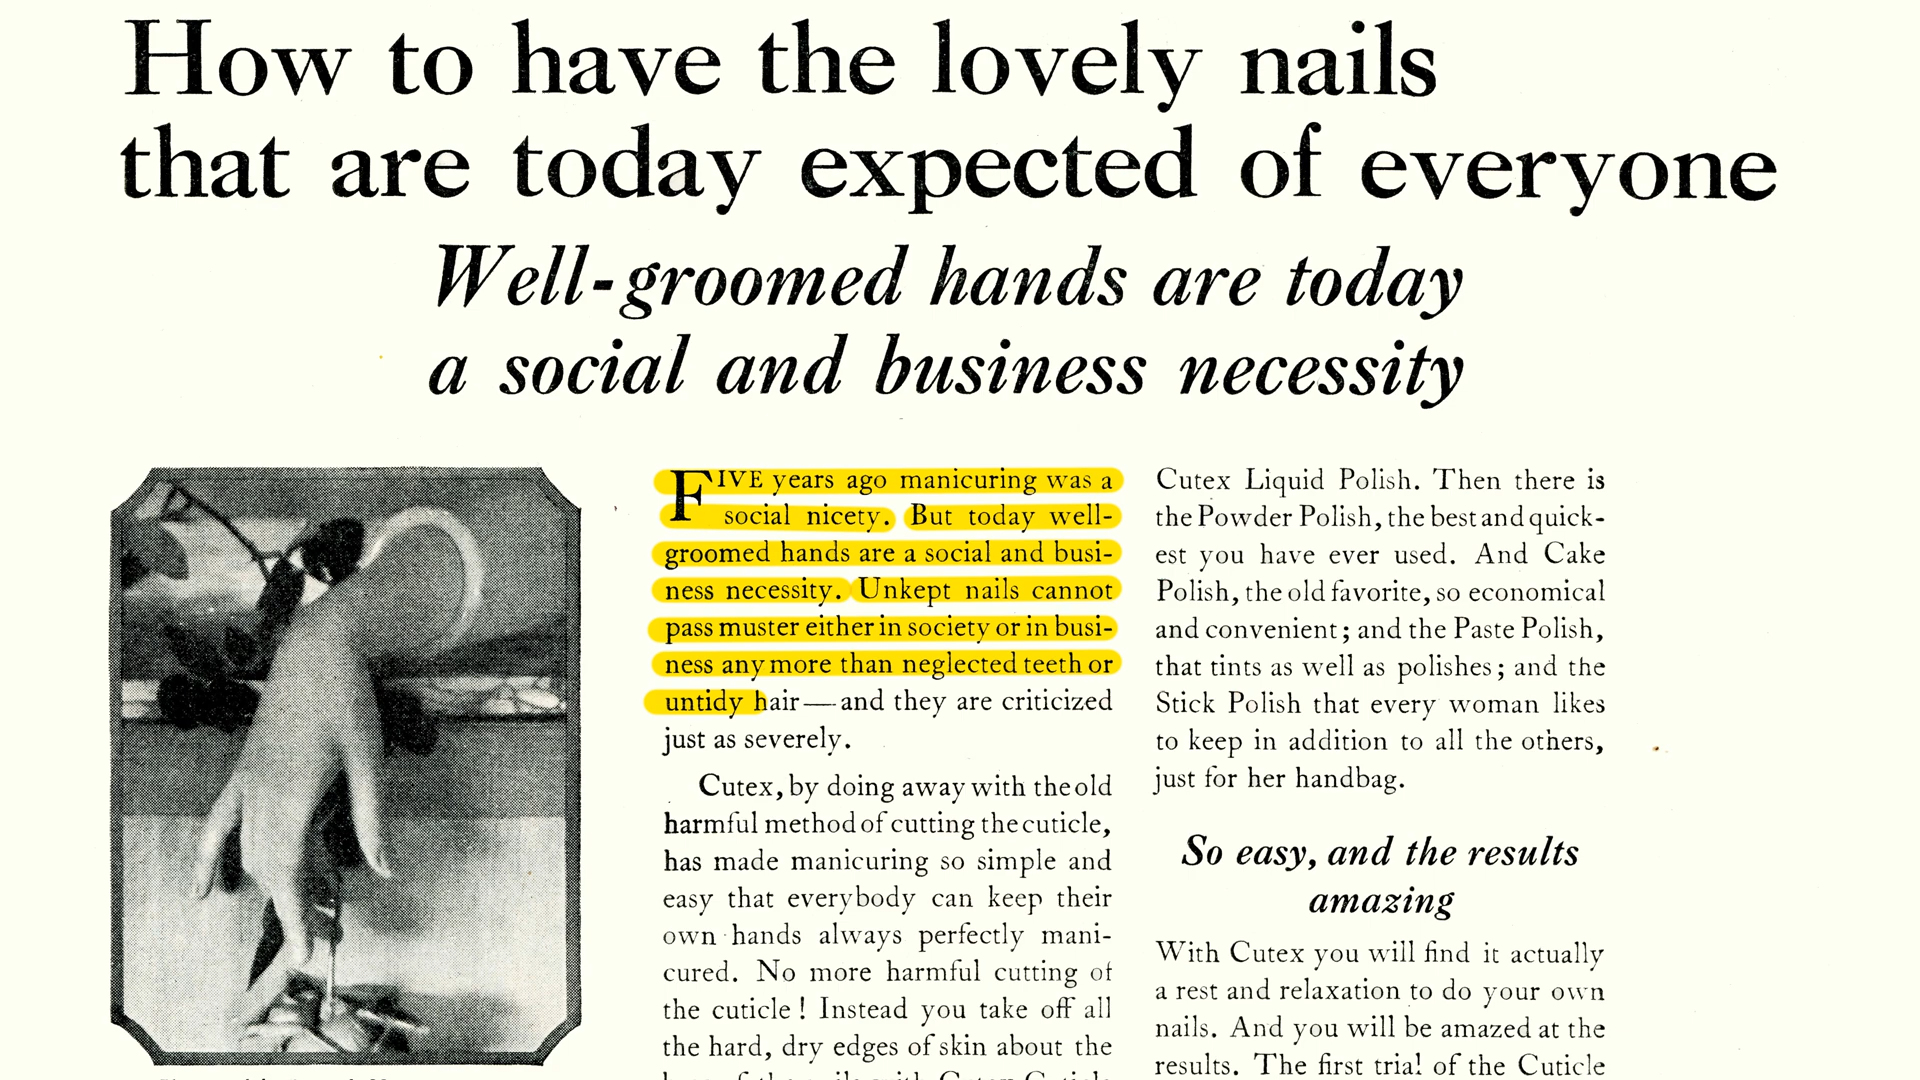 How to have the lovely nails
that are today expected of everyone
Well-groomed hands are today
a social and business necessity
FIVE years ago manicuring was a
social nicety. But today well-
groomed hands are a social and busi-
ness necessity. Unkept nails cannot
pass muster either in society or in busi-
ness any more than neglected teeth or
untidy hair—and they are criticized
just as severely.
Cutex, by doing away with the old
harmful method of cutting the cuticle,
has made manicuring so simple and
easy that everybody can keep their
own hands always perfectly mani-
cured. No more harmful cutting of
the cuticle! Instead you take off all
the hard, dry edges of skin about the
Cutex Liquid Polish. Then there is
the Powder Polish, the best and quick-
est you have ever used. And Cake
Polish, the old favorite, so economical
and convenient; and the Paste Polish,
that tints as well as polishes; and the
Stick Polish that every woman likes
to keep in addition to all the others,
just for her handbag.
So easy, and the results
amazing
With Cutex you will find it actually
a rest and relaxation to do your own
nails. And you will be amazed at the
results. The first trial of the Cuticle